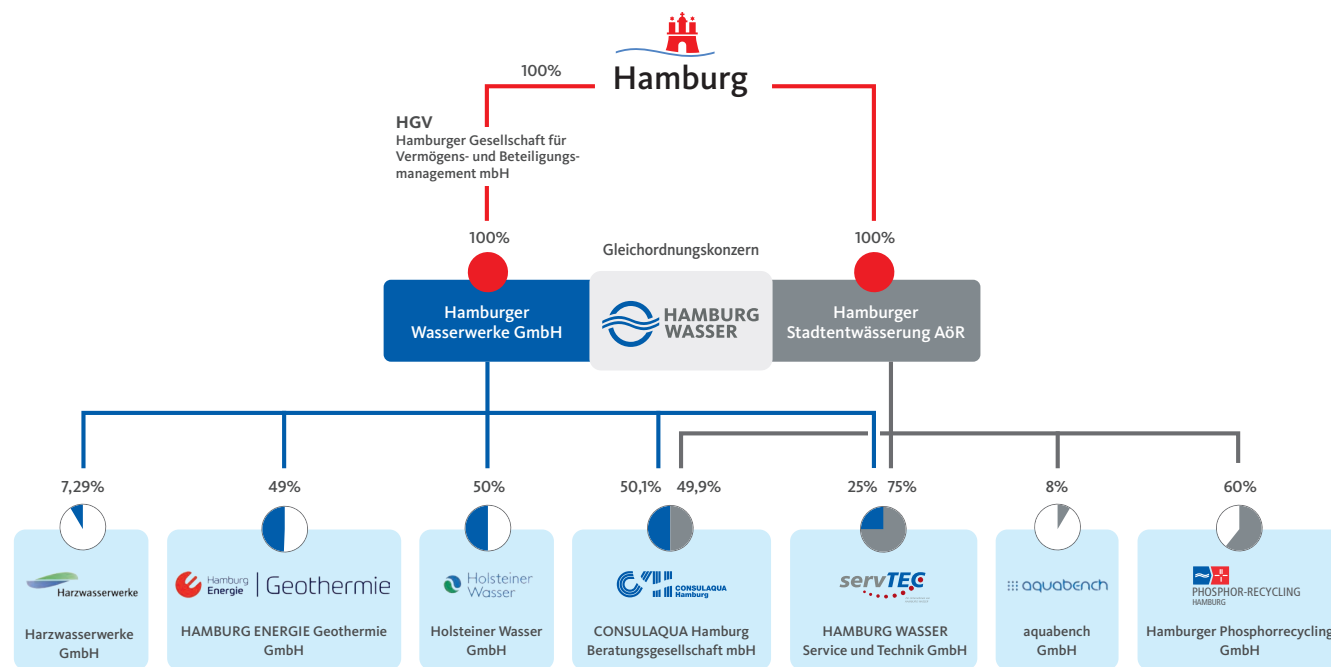 Hamburg
100%
HGV
Hamburger Gesellschaft für
Vermögens- und Beteiligungs-
management mbH
100%
Gleichordnungskonzern
100%
Hamburger
Wasserwerke GmbH
HAMBURG
WASSER
Hamburger
Stadtentwässerung AöR
7,29%
49%
50%
50,1%
49,9%
25%
75%
8%
60%
Harzwasserwerke
Harzwasserwerke
GmbH
Hamburg
Energie
Geothermie
HAMBURG ENERGIE Geothermie
GmbH
Holsteiner
Wasser
Holsteiner Wasser
GmbH
CONSULAQUA
Hamburg
CONSULAQUA Hamburg
Beratungsgesellschaft mbH
servTEC
HAMBURG WASSER
Service und Technik GmbH
aquabench
aquabench
GmbH
PHOSPHOR-RECYCLING
HAMBURG
Hamburger Phosphorrecycling
GmbH